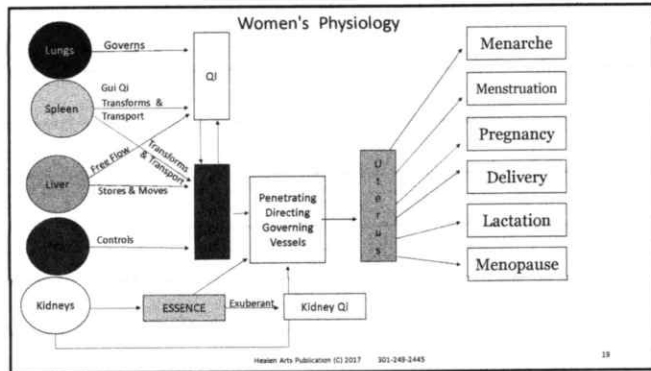 Women's Physiology
Lungs
Governs
QI
Gui Qi
Transforms &
Transport
Spleen
Free Flow
Transforms
& Transport
Liver
Stores & Moves
Controls
Kidneys
ESSENCE
Exuberant
Kidney Qi
Penetrating
Directing
Governing
Vessels
Uterus
Menarche
Menstruation
Pregnancy
Delivery
Lactation
Menopause
Healen Arts Publication (C) 2017 301-249-2445
19